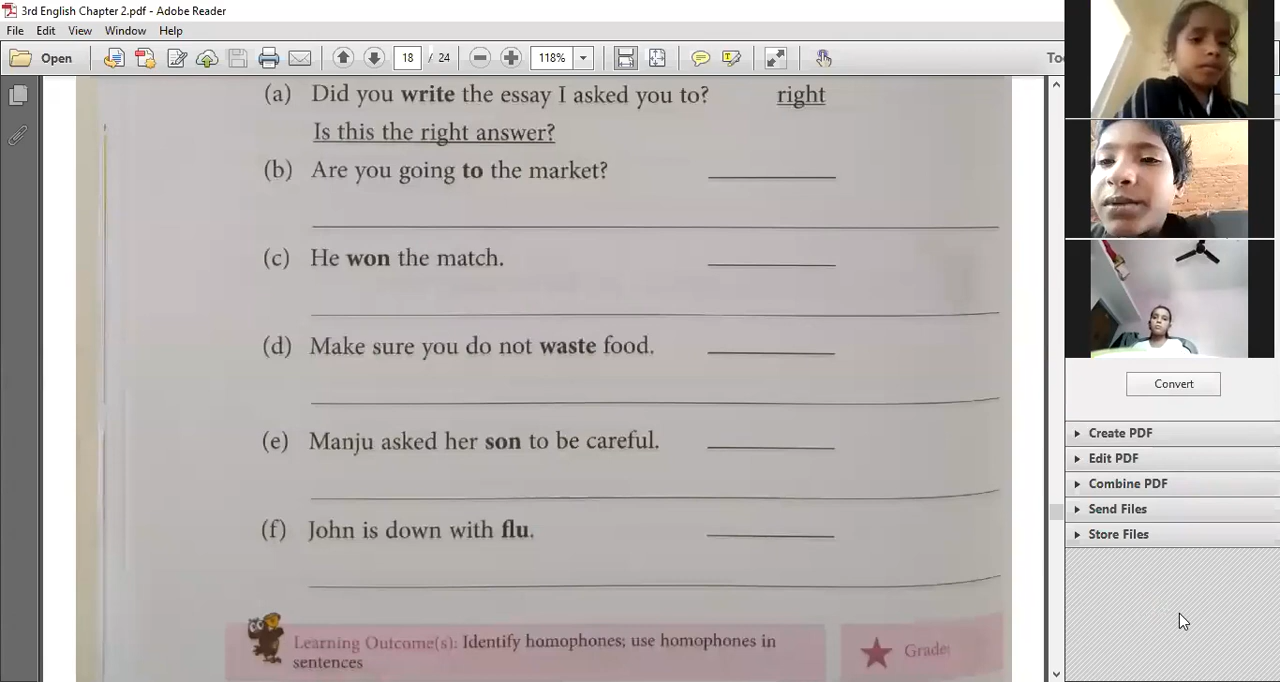 3rd English Chapter 2.pdf - Adobe Reader
File Edit View Window Help
Open 18 / 24 118%
(a) Did you write the essay I asked you to? right
Is this the right answer?
(b) Are you going to the market?
(c) He won the match.
(d) Make sure you do not waste food.
(e) Manju asked her son to be careful.
(f) John is down with flu.
Learning Outcome(s): Identify homophones; use homophones in
sentences
Grade:
Convert
Create PDF
Edit PDF
Combine PDF
Send Files
Store Files